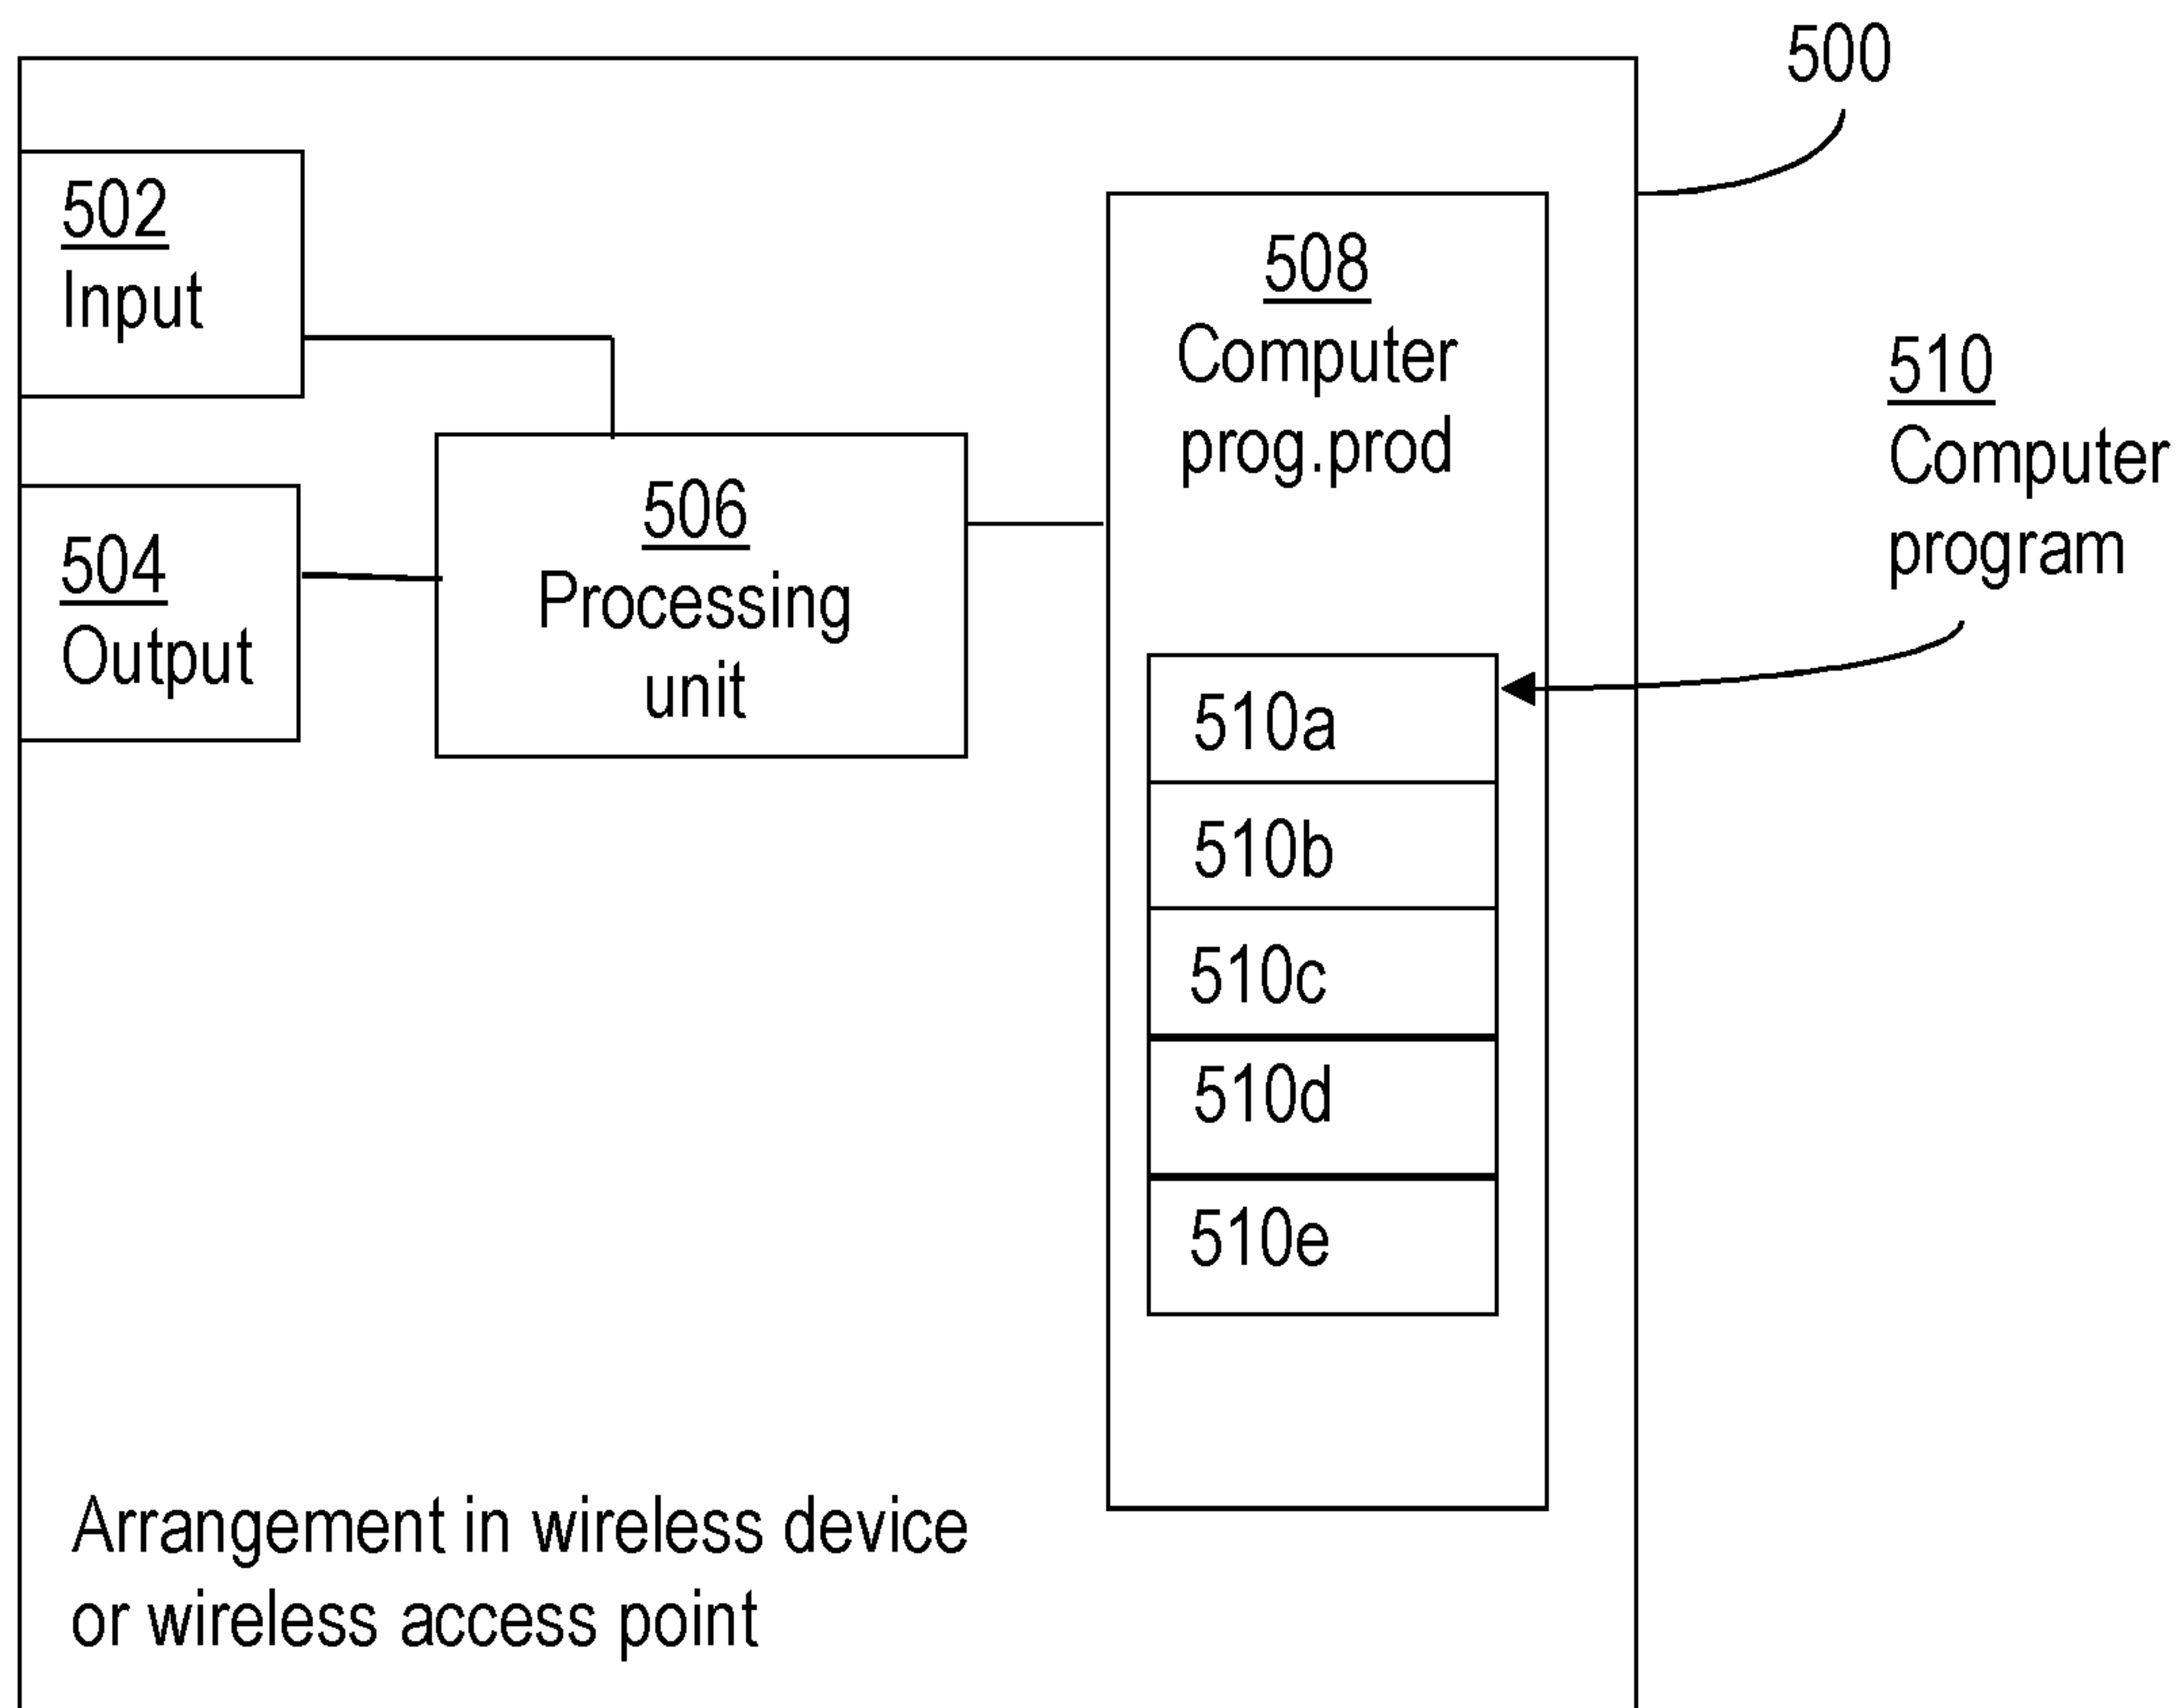 500
502
Input
508
Computer
prog.prod
510
Computer
program
506
Processing
unit
504
Output
510a
510b
510c
510d
510e
Arrangement in wireless device
or wireless access point